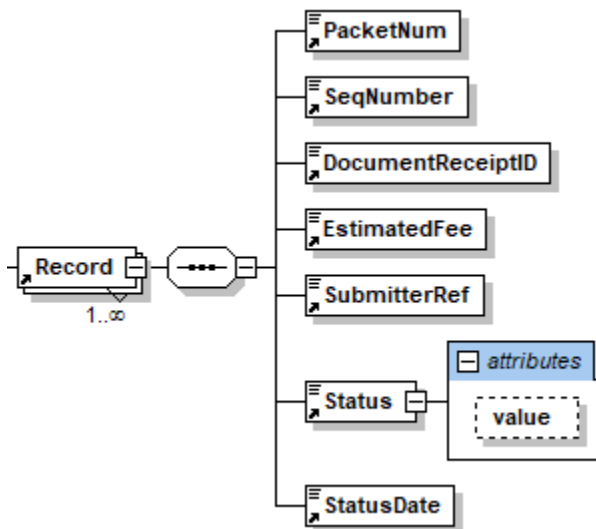 PacketNum
SeqNumber
DocumentReceiptID
EstimatedFee
Record
SubmitterRef
1..∞
attributes
Status
value
StatusDate